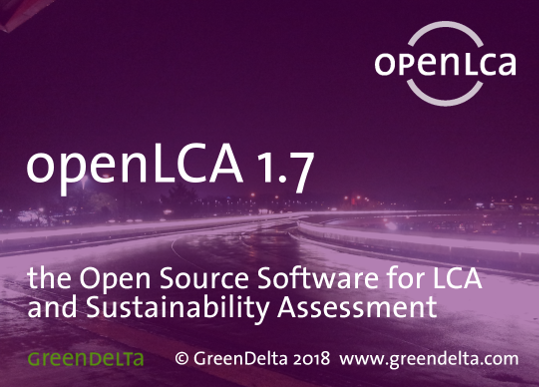 openLCA
openLCA 1.7
the Open Source Software for LCA
and Sustainability Assessment
GREENDELTA © GreenDelta 2018 www.greendelta.com